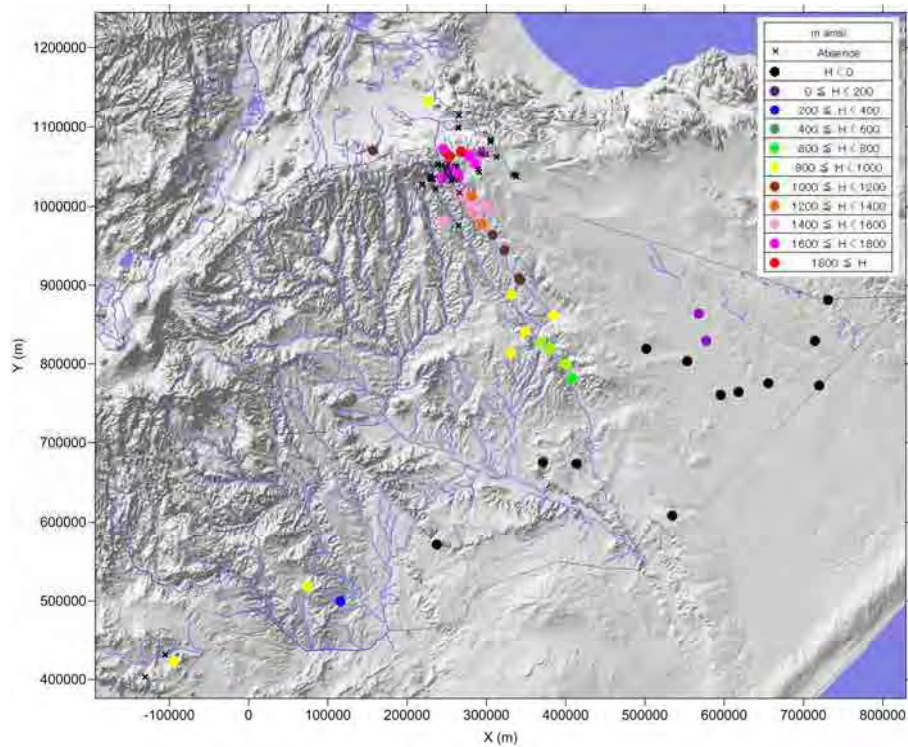 m amsl
Absence
H < 0
0 ≦ H < 200
200 ≦ H < 400
400 ≦ H < 600
600 ≦ H < 800
800 ≦ H < 1000
1000 ≦ H < 1200
1200 ≦ H < 1400
1400 ≦ H < 1600
1600 ≦ H < 1800
1800 ≦ H
1200000
1100000
1000000
900000
800000
700000
600000
500000
400000
Y (m)
-100000 0 100000 200000 300000 400000 500000 600000 700000 800000
X (m)